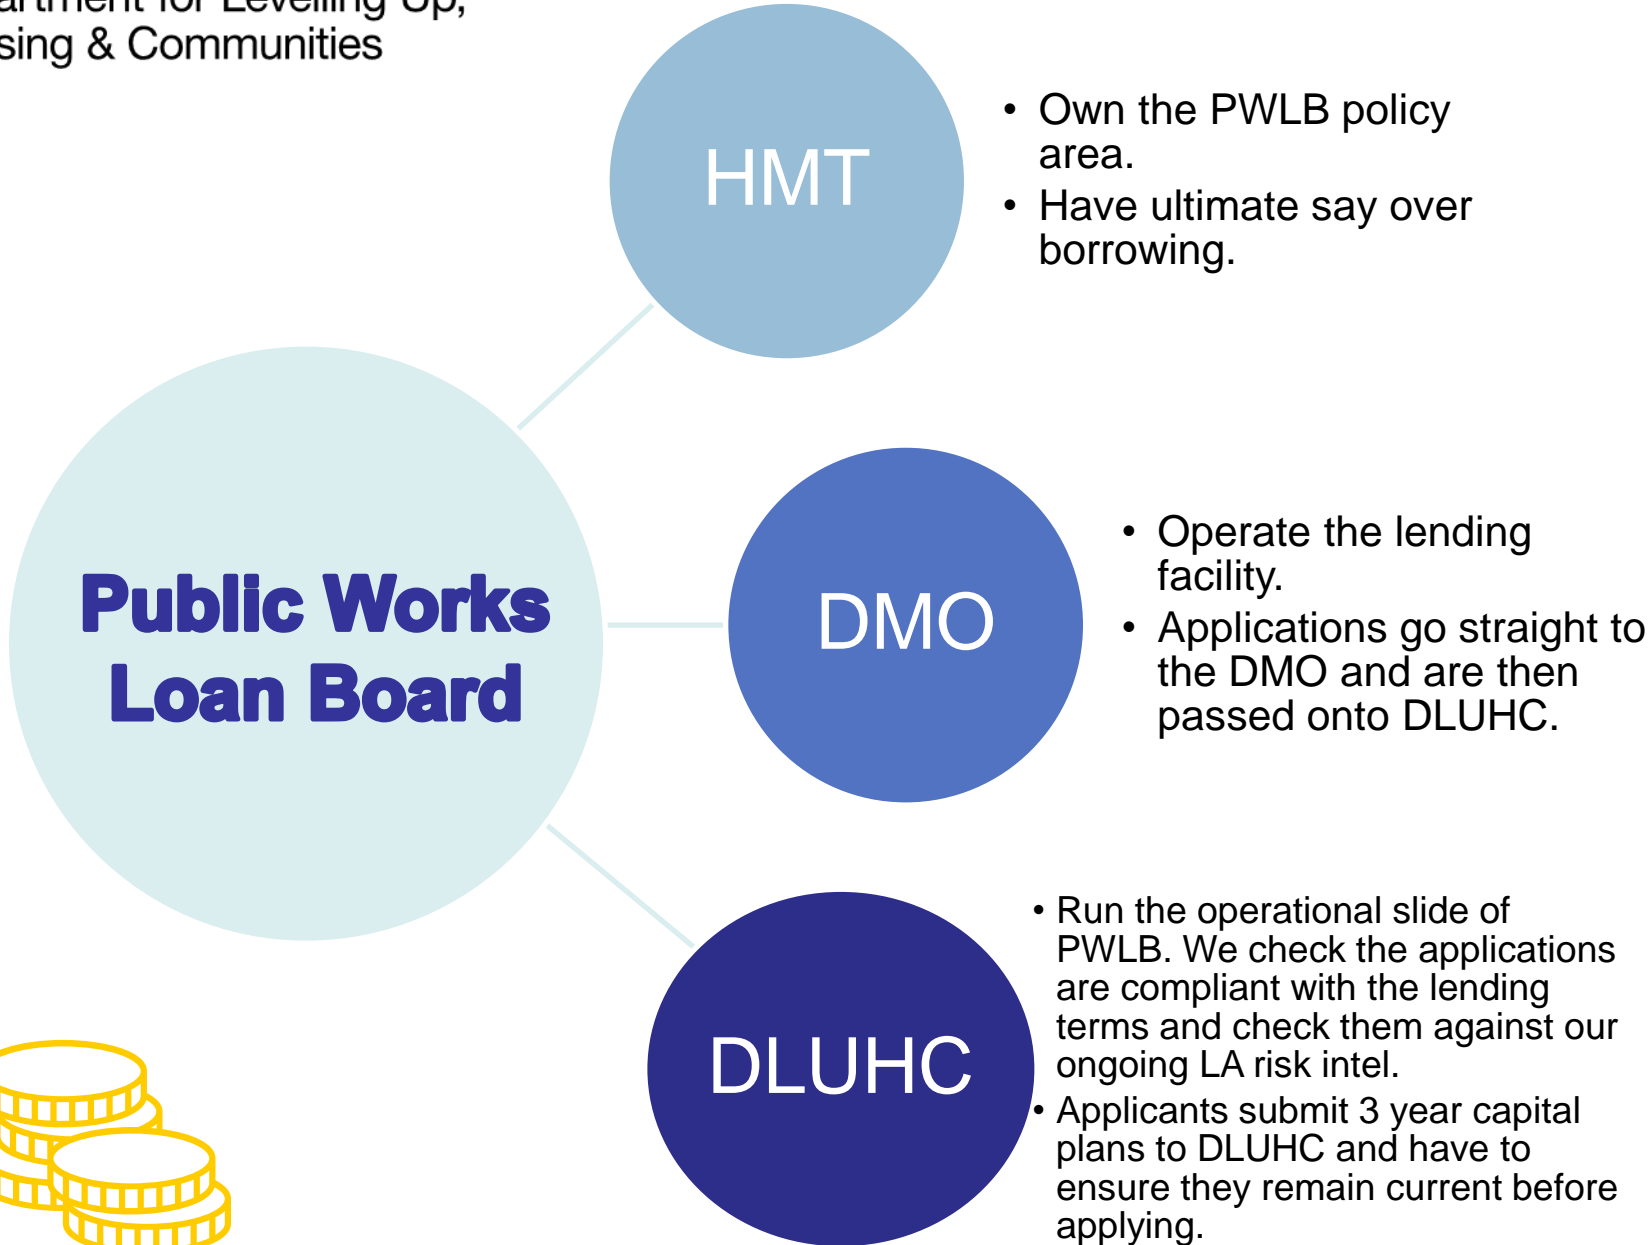 artment for Levelling Up,
sing & Communities
HMT
• Own the PWLB policy
area.
• Have ultimate say over
borrowing.
Public Works
Loan Board
DMO
• Operate the lending
facility.
• Applications go straight to
the DMO and are then
passed onto DLUHC.
DLUHC
• Run the operational slide of
PWLB. We check the applications
are compliant with the lending
terms and check them against our
ongoing LA risk intel.
• Applicants submit 3 year capital
plans to DLUHC and have to
ensure they remain current before
applying.